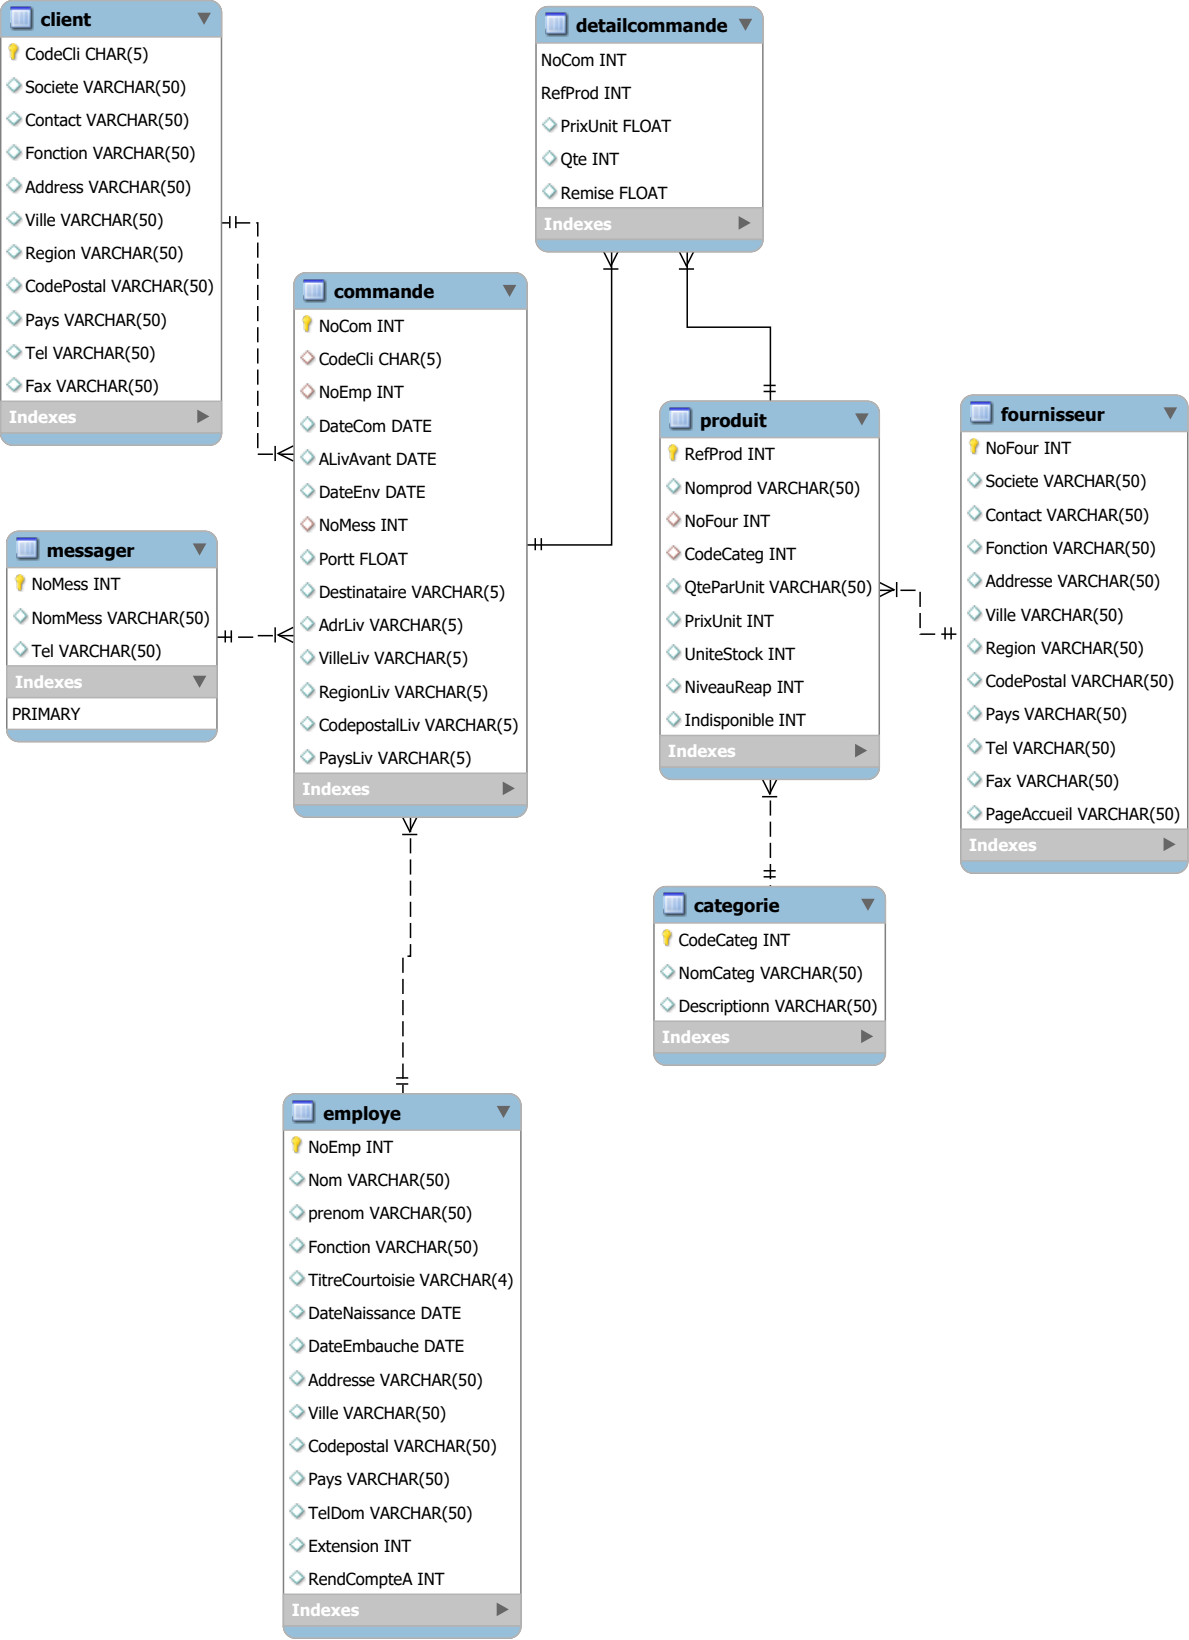 client
CodeCli CHAR(5)
Societe VARCHAR(50)
Contact VARCHAR(50)
Fonction VARCHAR(50)
Address VARCHAR(50)
Ville VARCHAR(50)
Region VARCHAR(50)
CodePostal VARCHAR(50)
Pays VARCHAR(50)
Tel VARCHAR(50)
Fax VARCHAR(50)
Indexes
detailcommande
NoCom INT
RefProd INT
PrixUnit FLOAT
Qte INT
Remise FLOAT
Indexes
commande
NoCom INT
CodeCli CHAR(5)
NoEmp INT
DateCom DATE
ALivAvant DATE
DateEnv DATE
NoMess INT
Portt FLOAT
Destinataire VARCHAR(5)
AdrLiv VARCHAR(5)
VilleLiv VARCHAR(5)
RegionLiv VARCHAR(5)
CodepostalLiv VARCHAR(5)
PaysLiv VARCHAR(5)
Indexes
produit
RefProd INT
Nomprod VARCHAR(50)
NoFour INT
CodeCateg INT
QteParUnit VARCHAR(50)
PrixUnit INT
UniteStock INT
NiveauReap INT
Indisponible INT
Indexes
fournisseur
NoFour INT
Societe VARCHAR(50)
Contact VARCHAR(50)
Fonction VARCHAR(50)
Addresse VARCHAR(50)
Ville VARCHAR(50)
Region VARCHAR(50)
CodePostal VARCHAR(50)
Pays VARCHAR(50)
Tel VARCHAR(50)
Fax VARCHAR(50)
PageAccueil VARCHAR(50)
Indexes
messager
NoMess INT
NomMess VARCHAR(50)
Tel VARCHAR(50)
Indexes
PRIMARY
categorie
CodeCateg INT
NomCateg VARCHAR(50)
Descriptionn VARCHAR(50)
Indexes
employe
NoEmp INT
Nom VARCHAR(50)
prenom VARCHAR(50)
Fonction VARCHAR(50)
TitreCourtoisie VARCHAR(4)
DateNaissance DATE
DateEmbauche DATE
Addresse VARCHAR(50)
Ville VARCHAR(50)
Codepostal VARCHAR(50)
Pays VARCHAR(50)
TelDom VARCHAR(50)
Extension INT
RendCompteA INT
Indexes